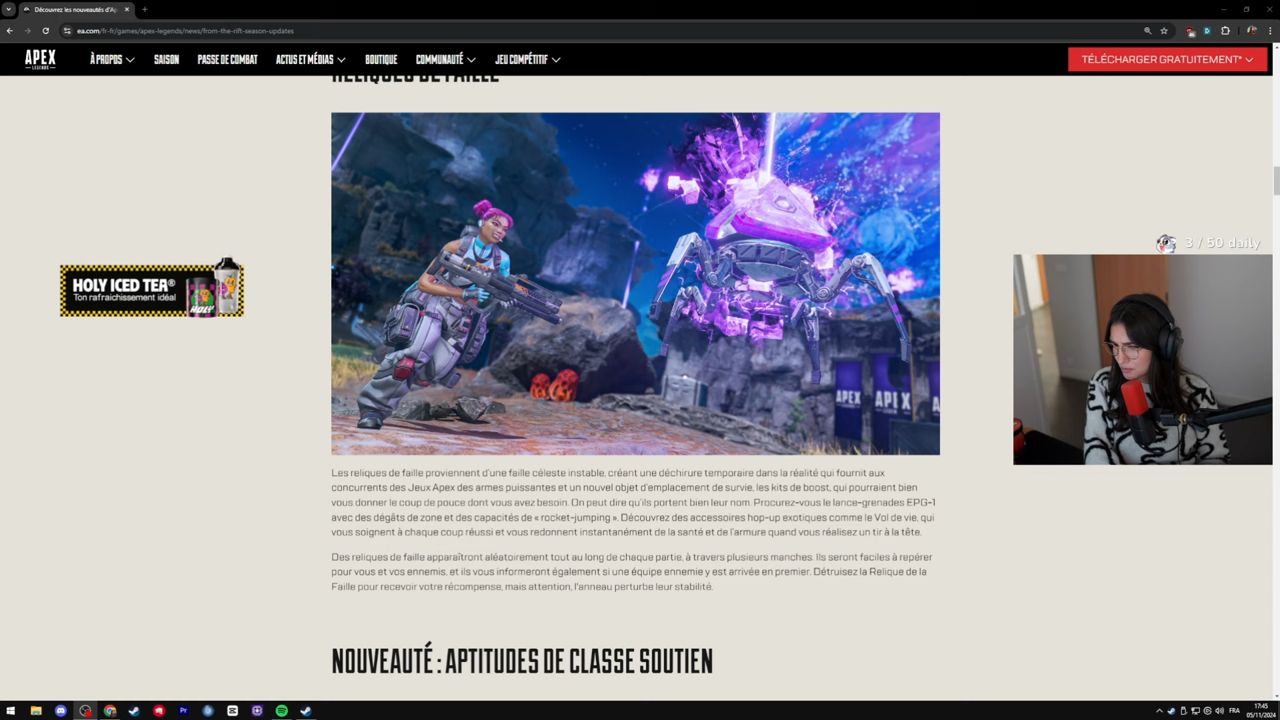 Découvrez les nouveautés d'Ap
ea.com/fr-fr/games/apex-legends/news/from-the-rift-season-updates
APEX
LEGENDS
À PROPOS
SAISON
PASSE DE COMBAT
ACTUS ET MÉDIAS
BOUTIQUE
COMMUNAUTÉ
JEU COMPÉTITIF
TÉLÉCHARGER GRATUITEMENT*
RELIQUES DE FAILLE
HOLY ICED TEA®
Ton rafraichissement idéal
HOLY
APEX
APEX
3 / 50 daily
Les reliques de faille proviennent d'une faille céleste instable, créant une déchirure temporaire dans la réalité qui fournit aux
concurrents des Jeux Apex des armes puissantes et un nouvel objet d'emplacement de survie, les kits de boost, qui pourraient bien
vous donner le coup de pouce dont vous avez besoin. On peut dire qu'ils portent bien leur nom. Procurez-vous le lance-grenades EPG-1
avec des dégâts de zone et des capacités de « rocket-jumping ». Découvrez des accessoires hop-up exotiques comme le Vol de vie, qui
vous soignent à chaque coup réussi et vous redonnent instantanément de la santé et de l'armure quand vous réalisez un tir à la tête.
Des reliques de faille apparaîtront aléatoirement tout au long de chaque partie, à travers plusieurs manches. Ils seront faciles à repérer
pour vous et vos ennemis, et ils vous informeront également si une équipe ennemie y est arrivée en premier. Détruisez la Relique de la
Faille pour recevoir votre récompense, mais attention, l'anneau perturbe leur stabilité.
NOUVEAUTÉ : APTITUDES DE CLASSE SOUTIEN
FRA
17:45
05/11/2024